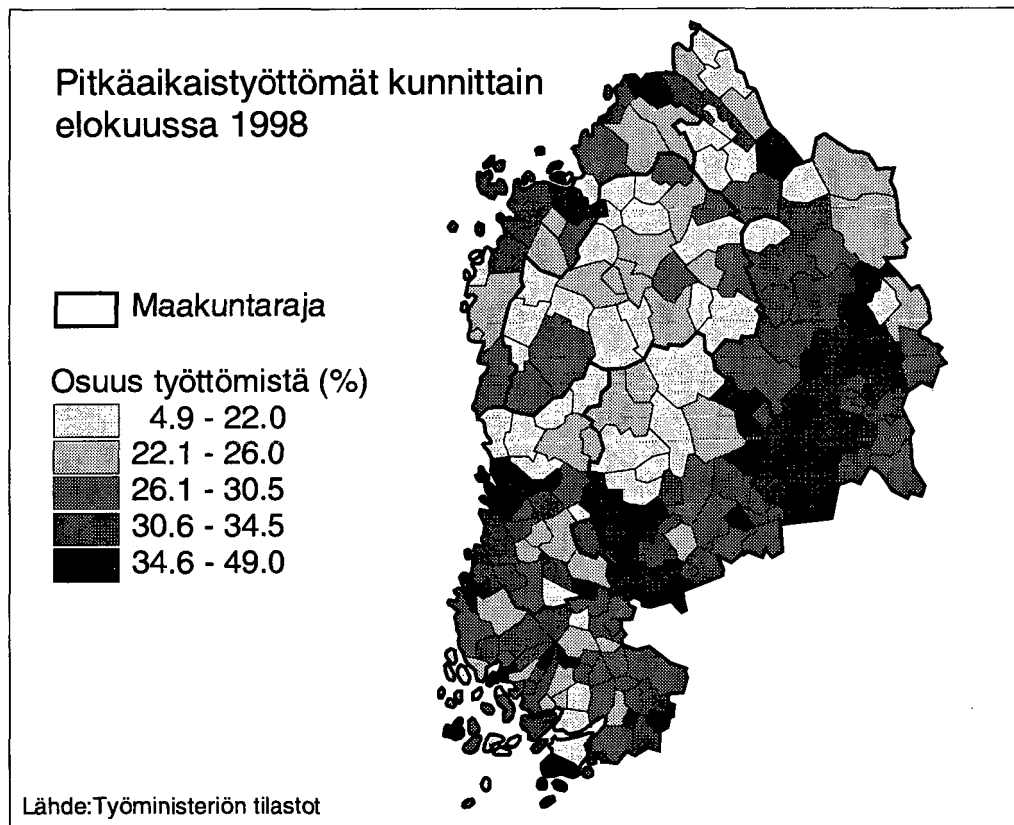 Pitkäaikaistyöttömät kunnittain
elokuussa 1998
Maakuntaraja
Osuus työttömistä (%)
4.9 - 22.0
22.1 - 26.0
26.1 - 30.5
30.6 - 34.5
34.6 - 49.0
Lähde:Työministeriön tilastot